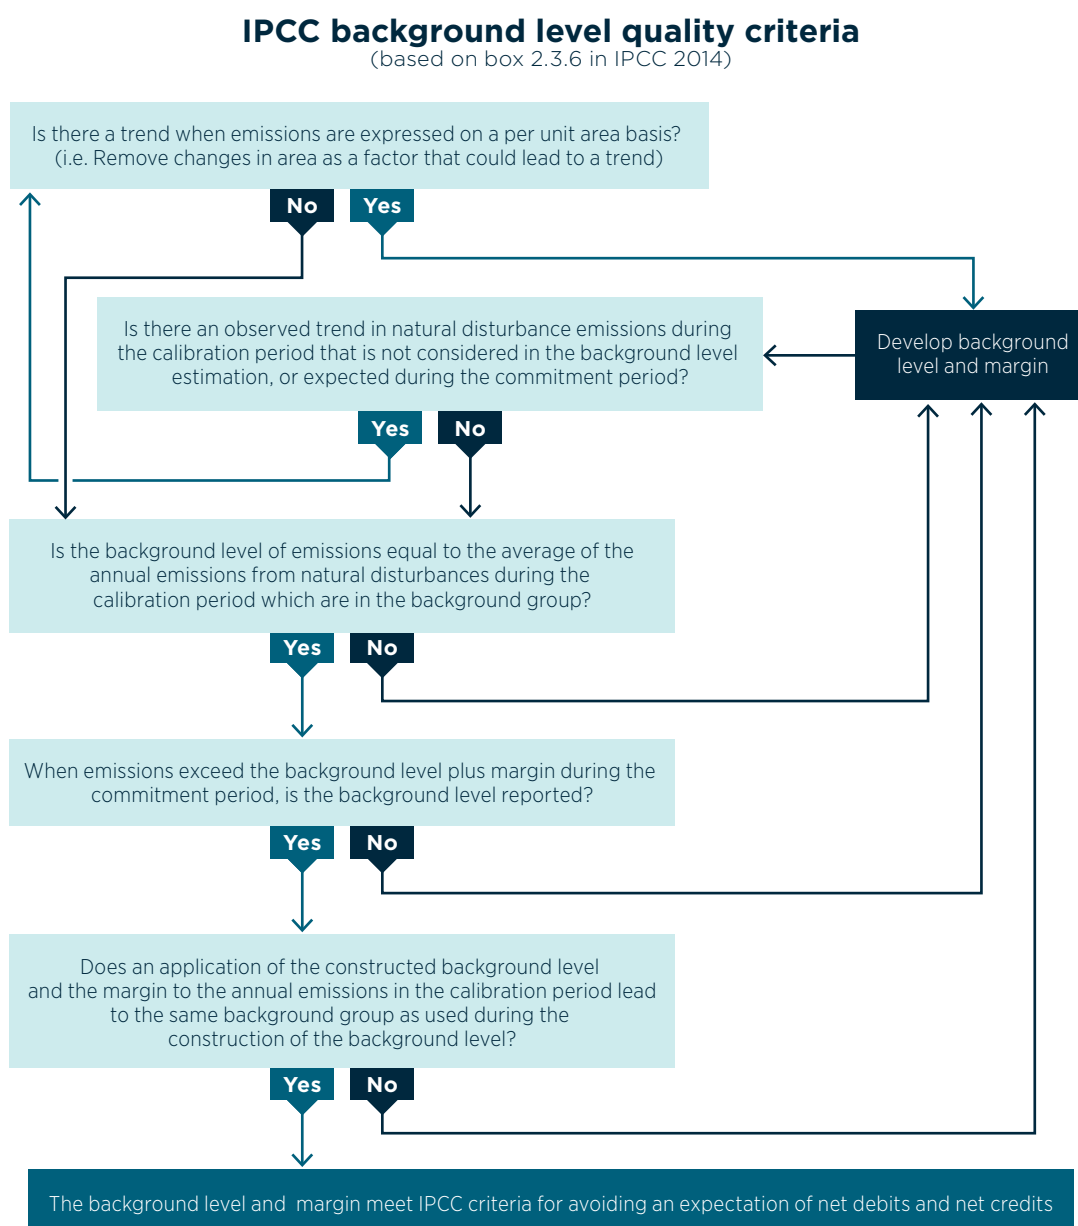 IPCC background level quality criteria
(based on box 2.3.6 in IPCC 2014)
Is there a trend when emissions are expressed on a per unit area basis?
(i.e. Remove changes in area as a factor that could lead to a trend)
No
Yes
Is there an observed trend in natural disturbance emissions during
the calibration period that is not considered in the background level
estimation, or expected during the commitment period?
Develop background
level and margin
Yes
No
Is the background level of emissions equal to the average of the
annual emissions from natural disturbances during the
calibration period which are in the background group?
Yes
No
When emissions exceed the background level plus margin during the
commitment period, is the background level reported?
Yes
No
Does an application of the constructed background level
and the margin to the annual emissions in the calibration period lead
to the same background group as used during the
construction of the background level?
Yes
No
The background level and margin meet IPCC criteria for avoiding an expectation of net debits and net credits